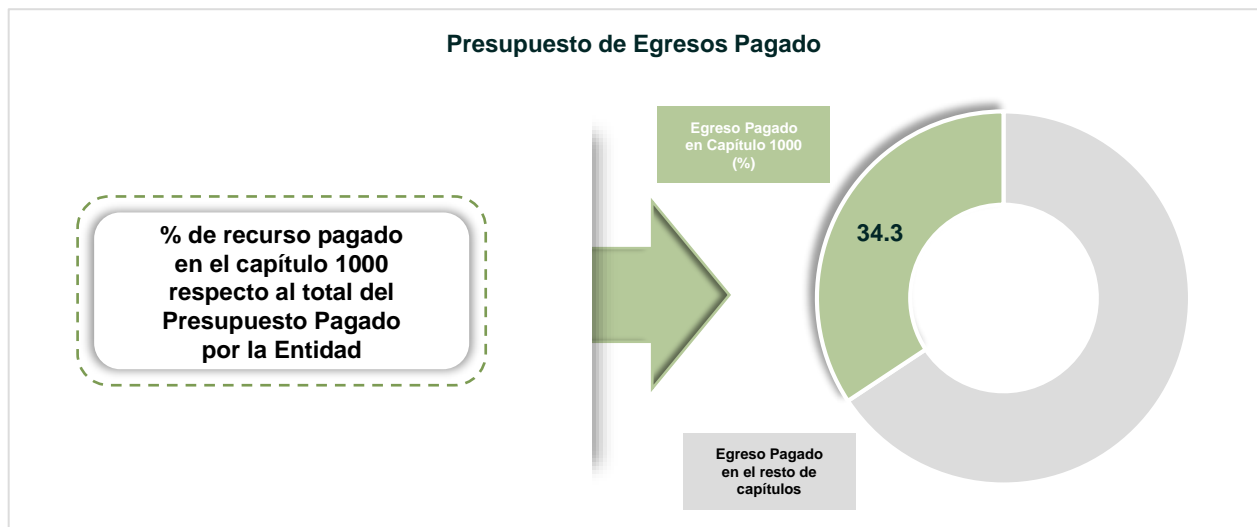 Presupuesto de Egresos Pagado
Egreso Pagado
en Capítulo 1000
(%)
34.3
% de recurso pagado
en el capítulo 1000
respecto al total del
Presupuesto Pagado
por la Entidad
Egreso Pagado
en el resto de
capítulos